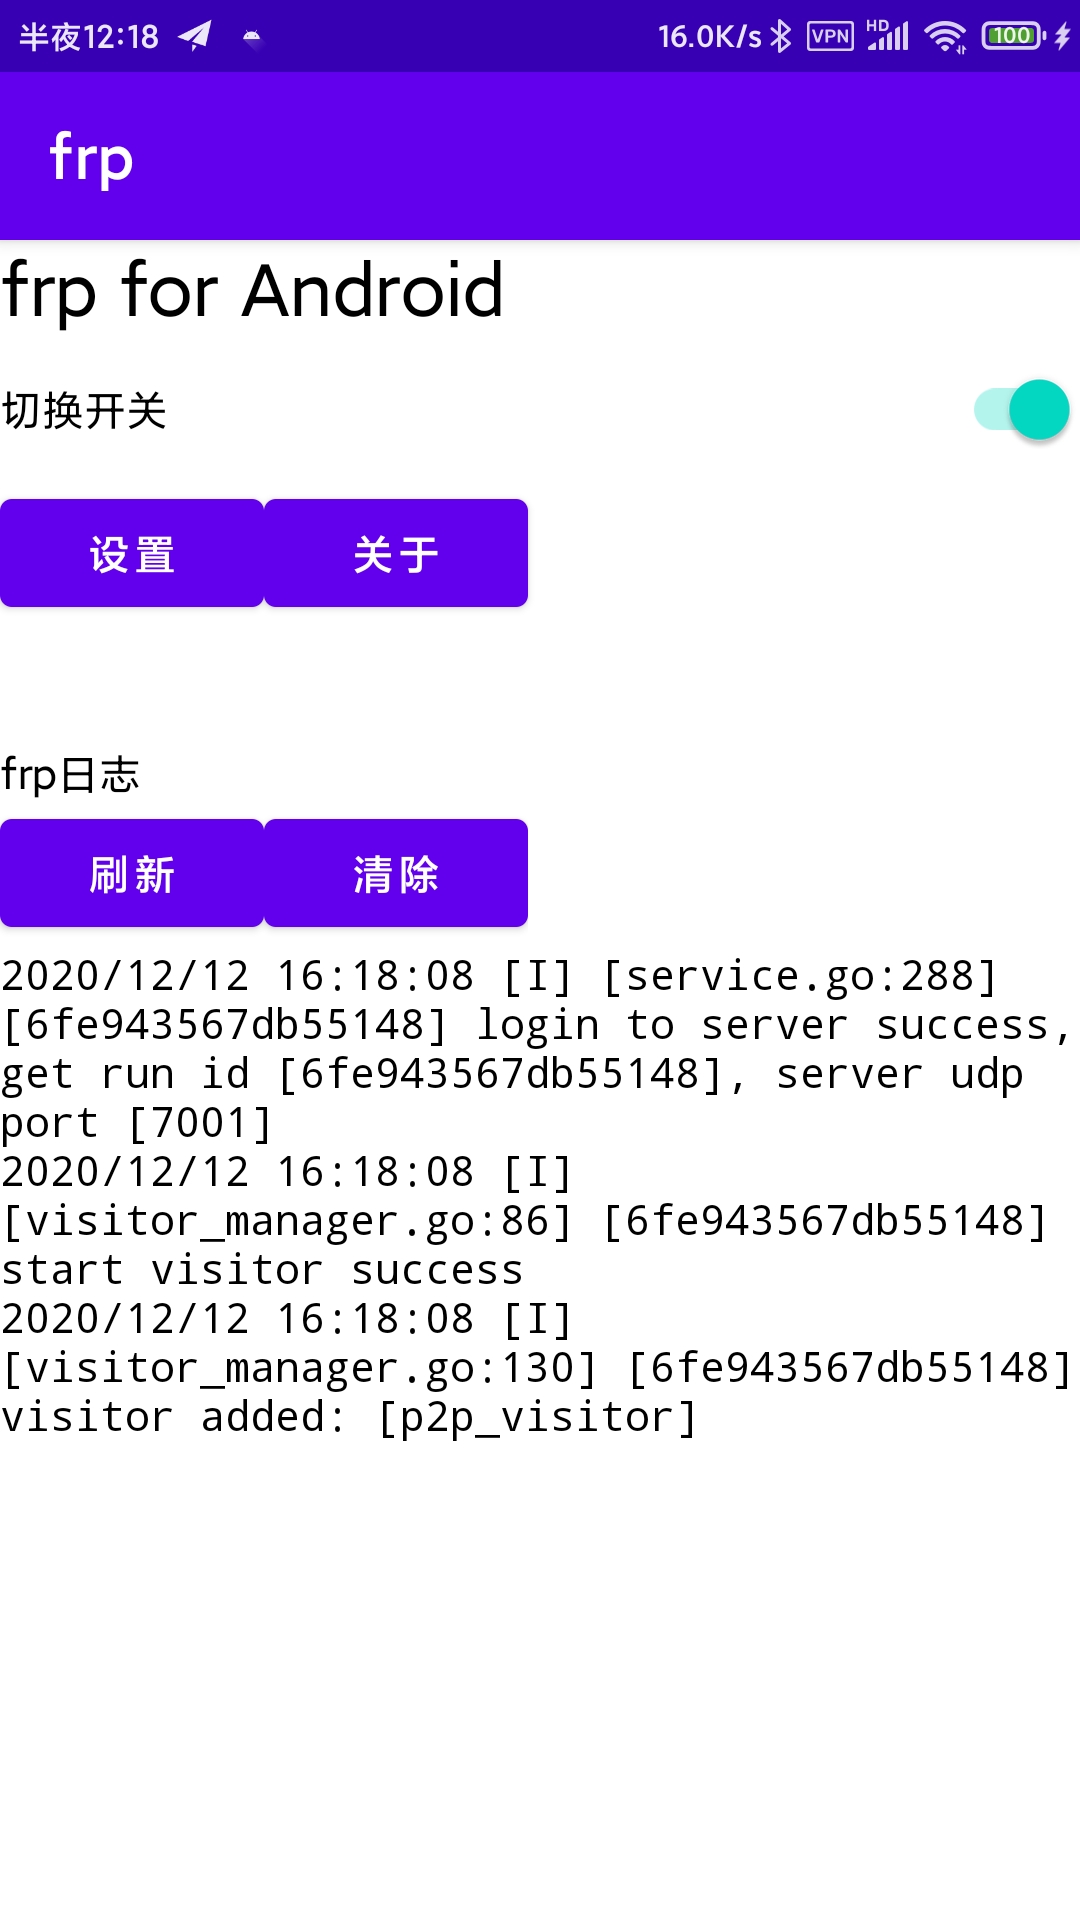 半夜12:18 16.0K/s VPN HD 100
frp
frp for Android
切换开关
设置 关于
frp日志
刷新 清除
2020/12/12 16:18:08 [I] [service.go:288]
[6fe943567db55148] login to server success,
get run id [6fe943567db55148], server udp
port [7001]
2020/12/12 16:18:08 [I]
[visitor_manager.go:86] [6fe943567db55148]
start visitor success
2020/12/12 16:18:08 [I]
[visitor_manager.go:130] [6fe943567db55148]
visitor added: [p2p_visitor]